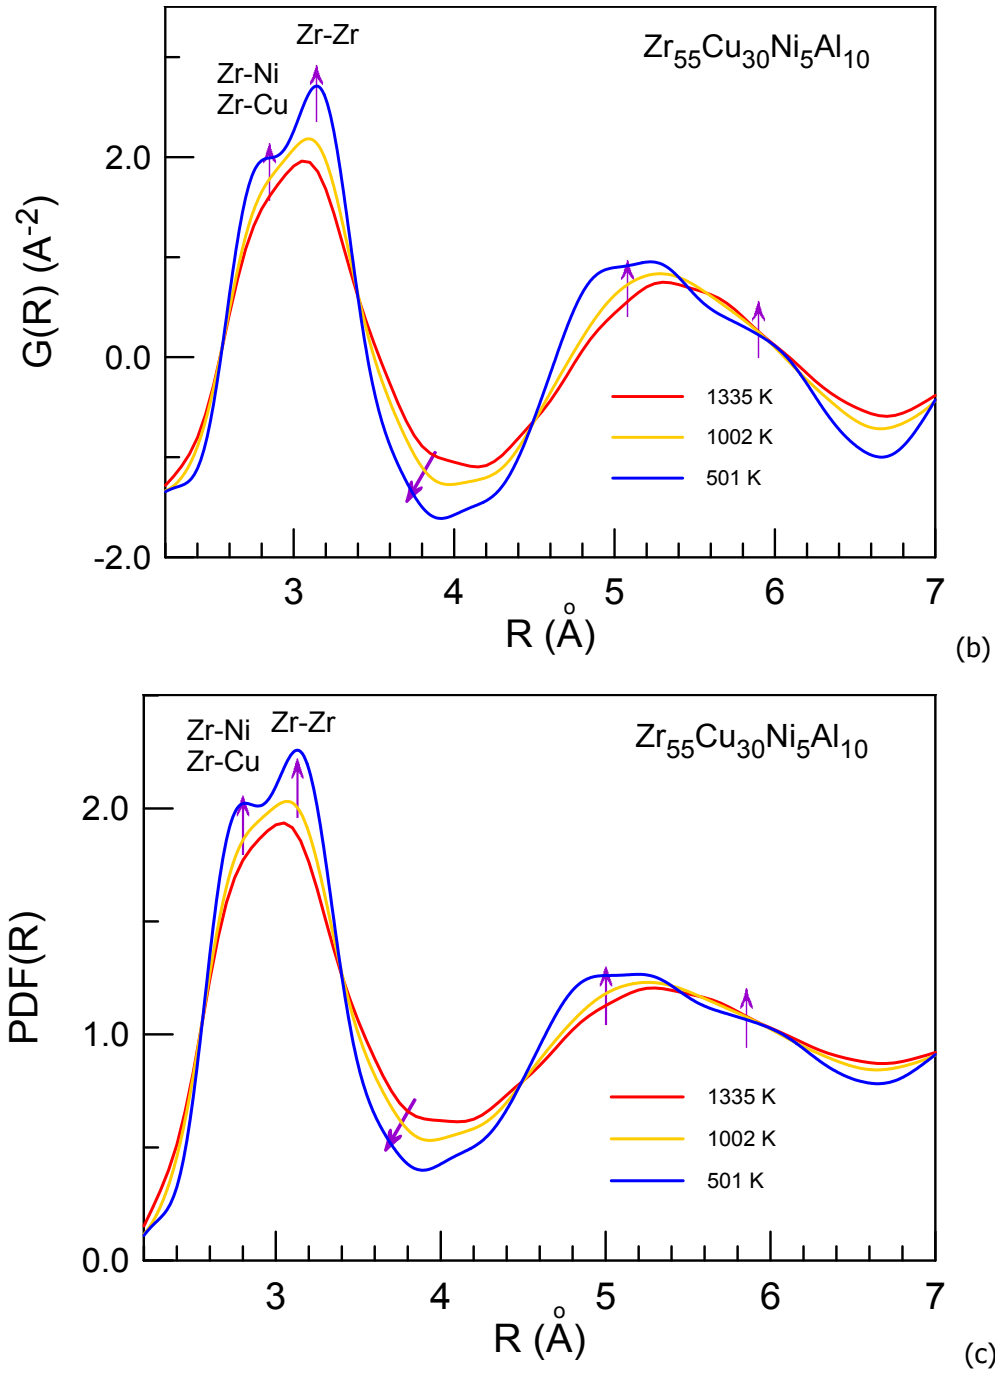 Zr-Zr
Zr55Cu30Ni5Al10
Zr-Ni
Zr-Cu
2.0
0.0
-2.0
G(R) (A-2)
1335 K
1002 K
501 K
3 4 5 6 7
R (Å)
(b)
Zr-Ni Zr-Zr
Zr-Cu
Zr55Cu30Ni5Al10
2.0
1.0
0.0
PDF(R)
1335 K
1002 K
501 K
3 4 5 6 7
R (Å)
(c)